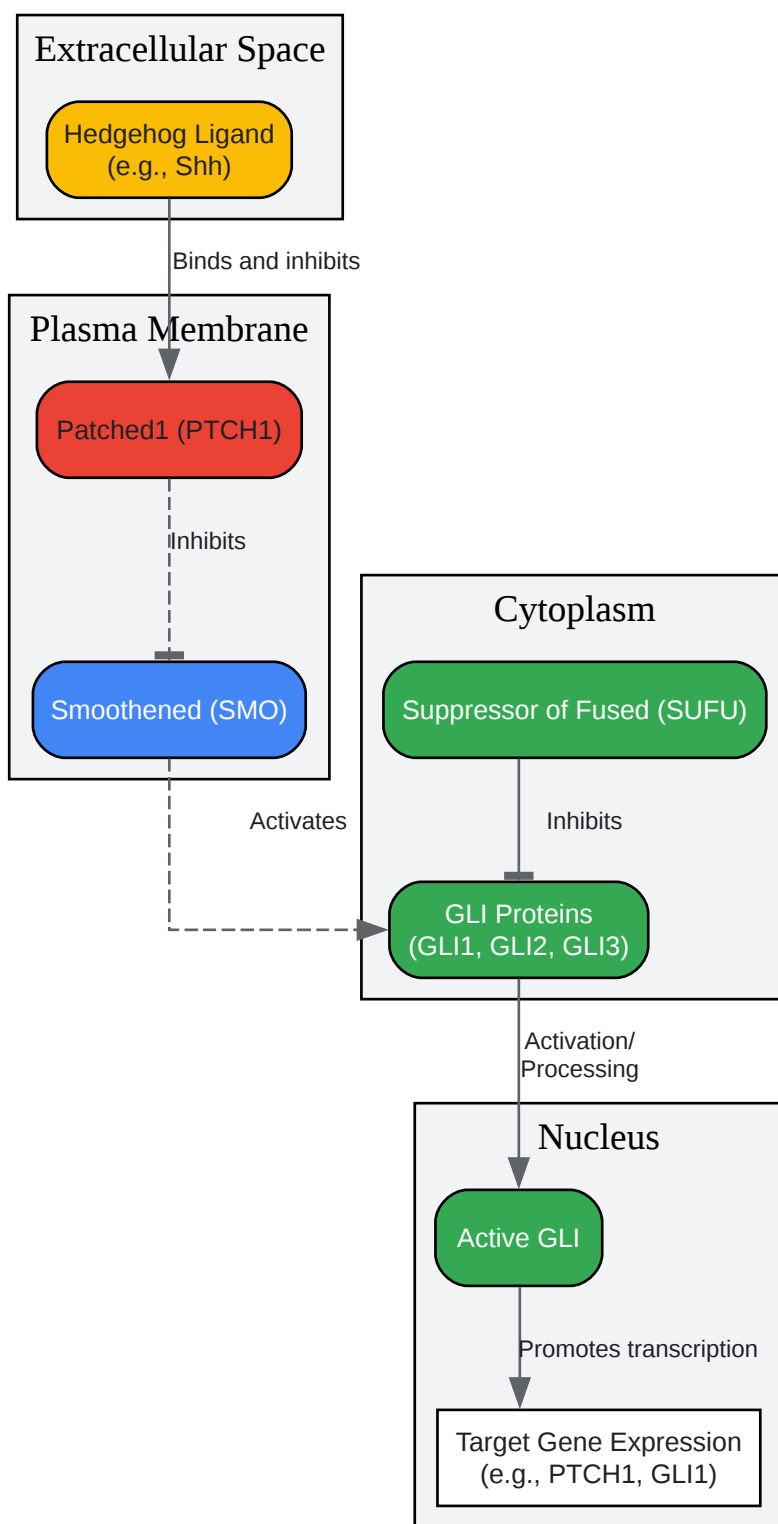 Extracellular Space
Hedgehog Ligand
(e.g., Shh)
Binds and inhibits
Plasma Membrane
Patched1 (PTCH1)
Inhibits
Smoothened (SMO)
Activates
Cytoplasm
Suppressor of Fused (SUFU)
Inhibits
GLI Proteins
(GLI1, GLI2, GLI3)
Activation/
Processing
Nucleus
Active GLI
Promotes transcription
Target Gene Expression
(e.g., PTCH1, GLI1)